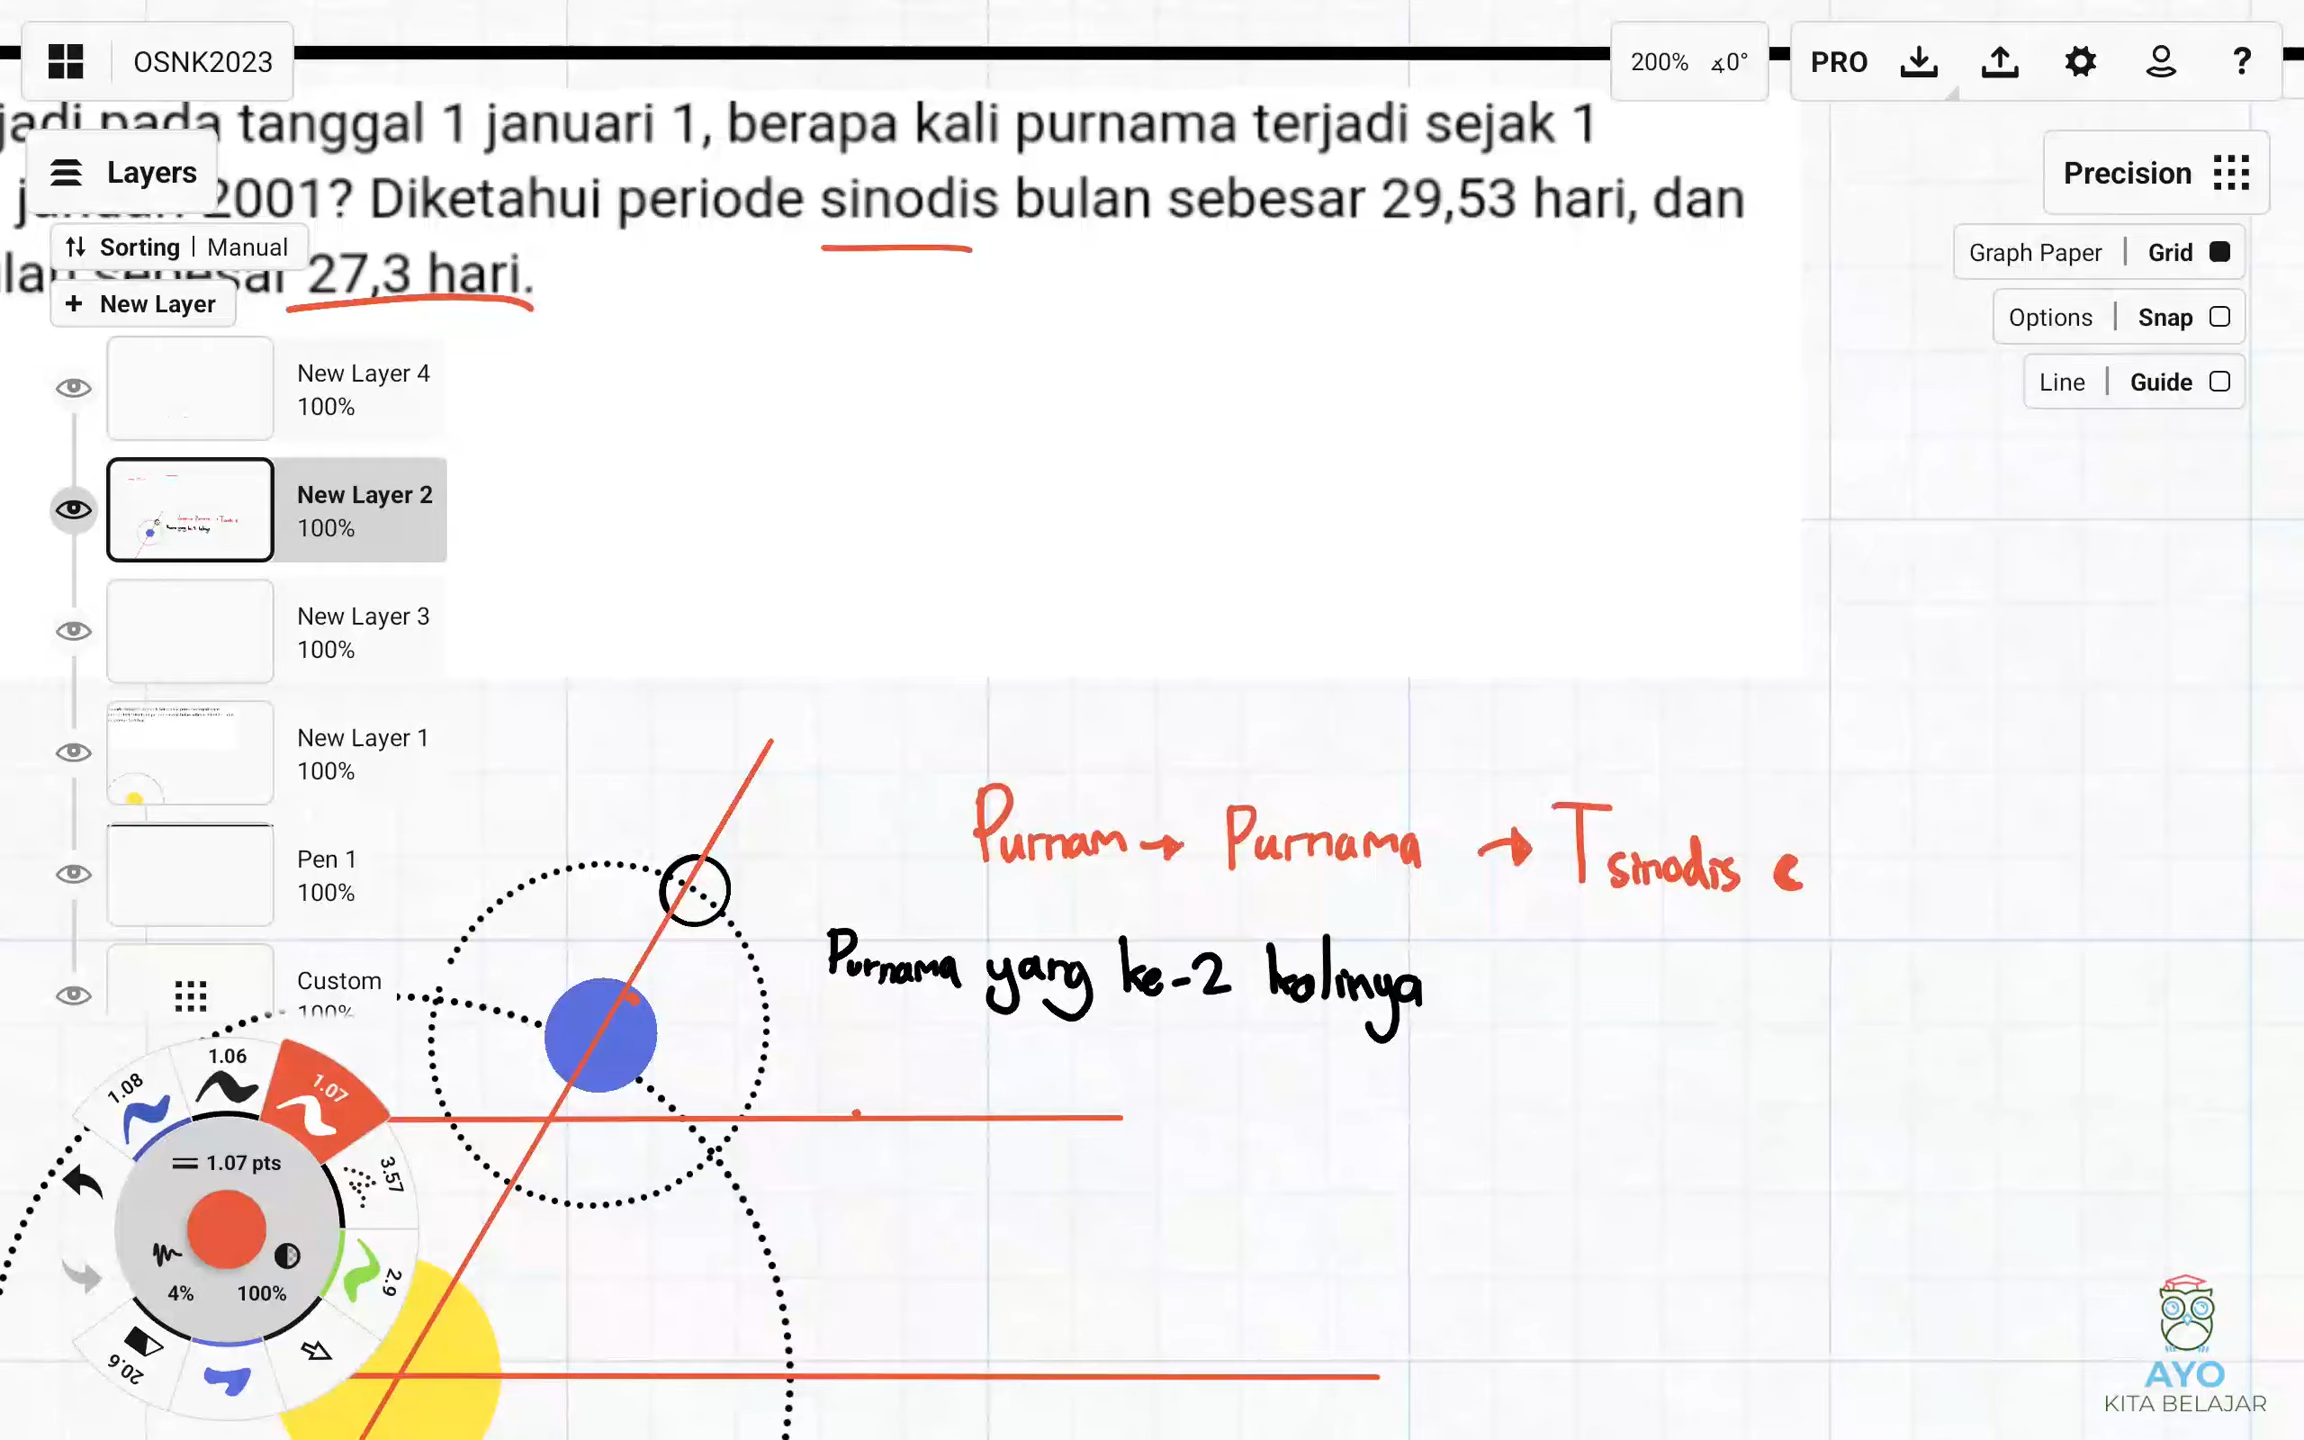 OSNK2023
200% ∡0°
PRO
?
jadi pada tanggal 1 januari 1, berapa kali purnama terjadi sejak 1
Layers
Precision
januari 2001? Diketahui periode sinodis bulan sebesar 29,53 hari, dan
Sorting | Manual
Graph Paper | Grid
sebesar 27,3 hari.
+ New Layer
Options | Snap
Line | Guide
New Layer 4
100%
New Layer 2
100%
New Layer 3
100%
New Layer 1
100%
Pen 1
100%
Custom
100%
Purnam → Purnama → T sinodis
Purnama yang ke-2 kalinya
1.08
1.06
1.07
3.57
2.9
20.6
1.07 pts
4%
100%
AYO
KITA BELAJAR